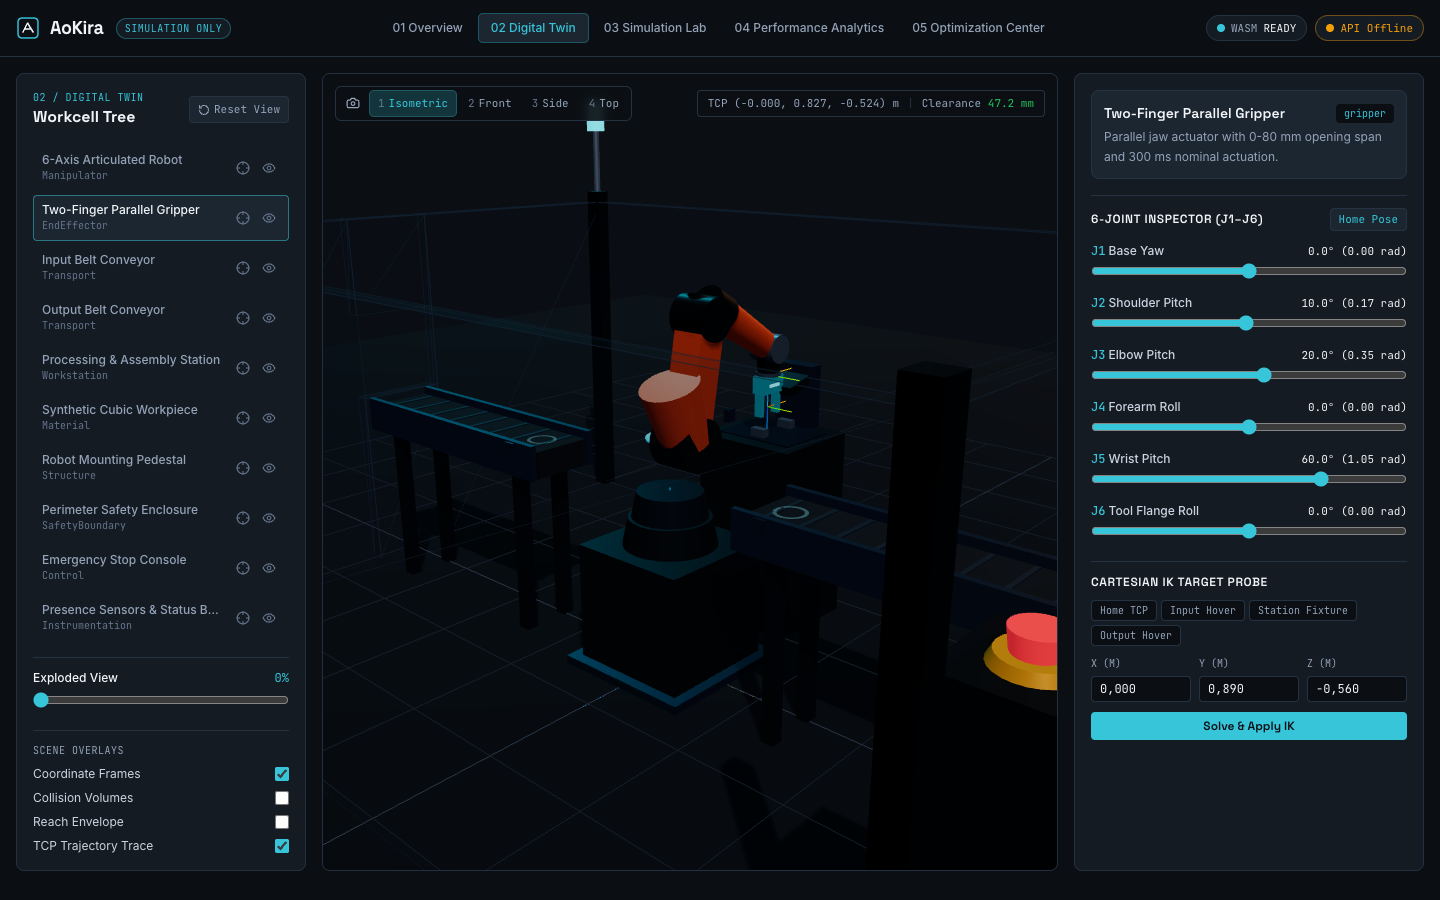 AoKira
SIMULATION ONLY
01 Overview
02 Digital Twin
03 Simulation Lab
04 Performance Analytics
05 Optimization Center
WASM READY
API Offline
02 / DIGITAL TWIN
Workcell Tree
Reset View
6-Axis Articulated Robot
Manipulator
Two-Finger Parallel Gripper
EndEffector
Input Belt Conveyor
Transport
Output Belt Conveyor
Transport
Processing & Assembly Station
Workstation
Synthetic Cubic Workpiece
Material
Robot Mounting Pedestal
Structure
Perimeter Safety Enclosure
SafetyBoundary
Emergency Stop Console
Control
Presence Sensors & Status B...
Instrumentation
Exploded View 0%
SCENE OVERLAYS
Coordinate Frames
Collision Volumes
Reach Envelope
TCP Trajectory Trace
1 Isometric
2 Front
3 Side
4 Top
TCP (-0.000, 0.827, -0.524) m
Clearance 47.2 mm
Two-Finger Parallel Gripper
gripper
Parallel jaw actuator with 0-80 mm opening span
and 300 ms nominal actuation.
6-JOINT INSPECTOR (J1–J6)
Home Pose
J1 Base Yaw 0.0° (0.00 rad)
J2 Shoulder Pitch 10.0° (0.17 rad)
J3 Elbow Pitch 20.0° (0.35 rad)
J4 Forearm Roll 0.0° (0.00 rad)
J5 Wrist Pitch 60.0° (1.05 rad)
J6 Tool Flange Roll 0.0° (0.00 rad)
CARTESIAN IK TARGET PROBE
Home TCP
Input Hover
Station Fixture
Output Hover
X (M)
Y (M)
Z (M)
0,000
0,890
-0,560
Solve & Apply IK